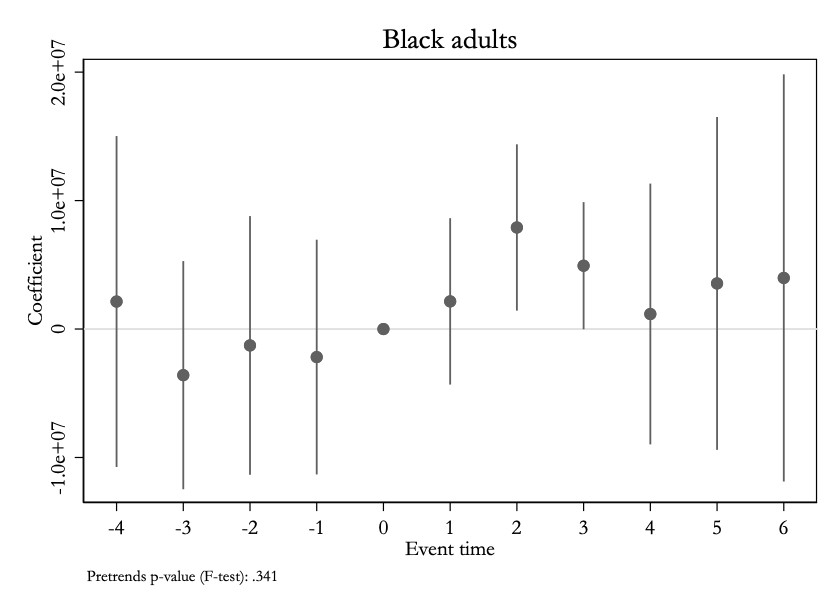 Black adults
Coefficient
2.0e+07
1.0e+07
0
-1.0e+07
-4 -3 -2 -1 0 1 2 3 4 5 6
Event time
Pretrends p-value (F-test): .341